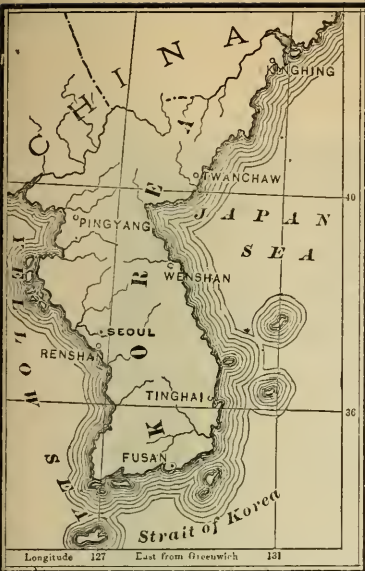 CHINA
KINGHING
TWANCHAW
40
KOREA
JAPAN
SEA
PINGYANG
WENSHAN
YELLOW
SEA
SEOUL
RENSHAN
TINGHAI
36
FUSAN
Strait of Korea
Longitude 127 East from Greenwich 131